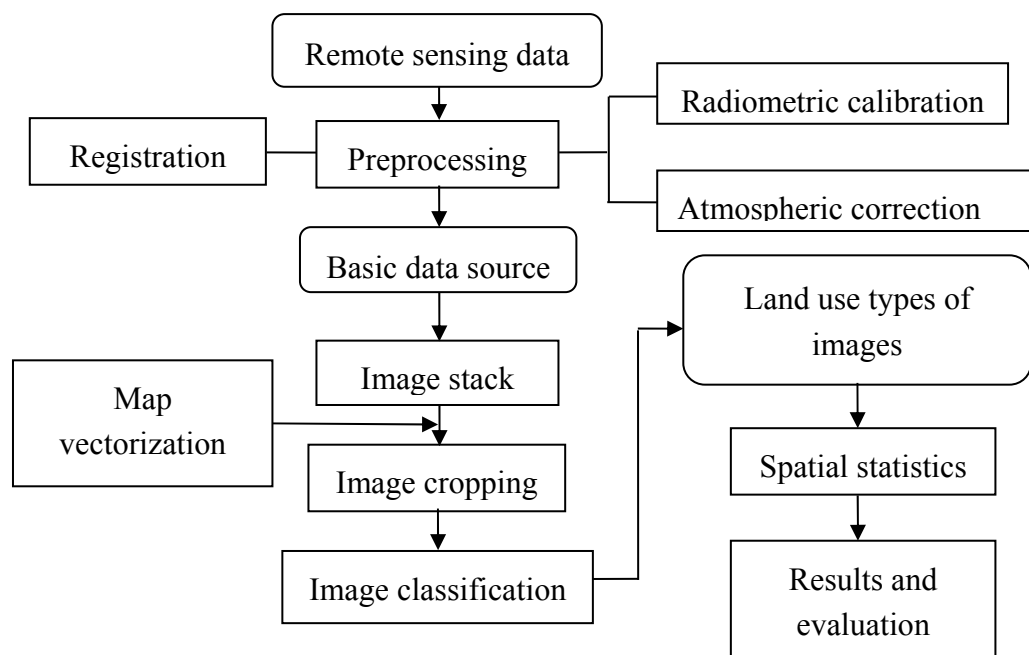 Remote sensing data
Radiometric calibration
Registration
Preprocessing
Atmospheric correction
Basic data source
Land use types of
images
Image stack
Map
vectorization
Image cropping
Spatial statistics
Image classification
Results and
evaluation